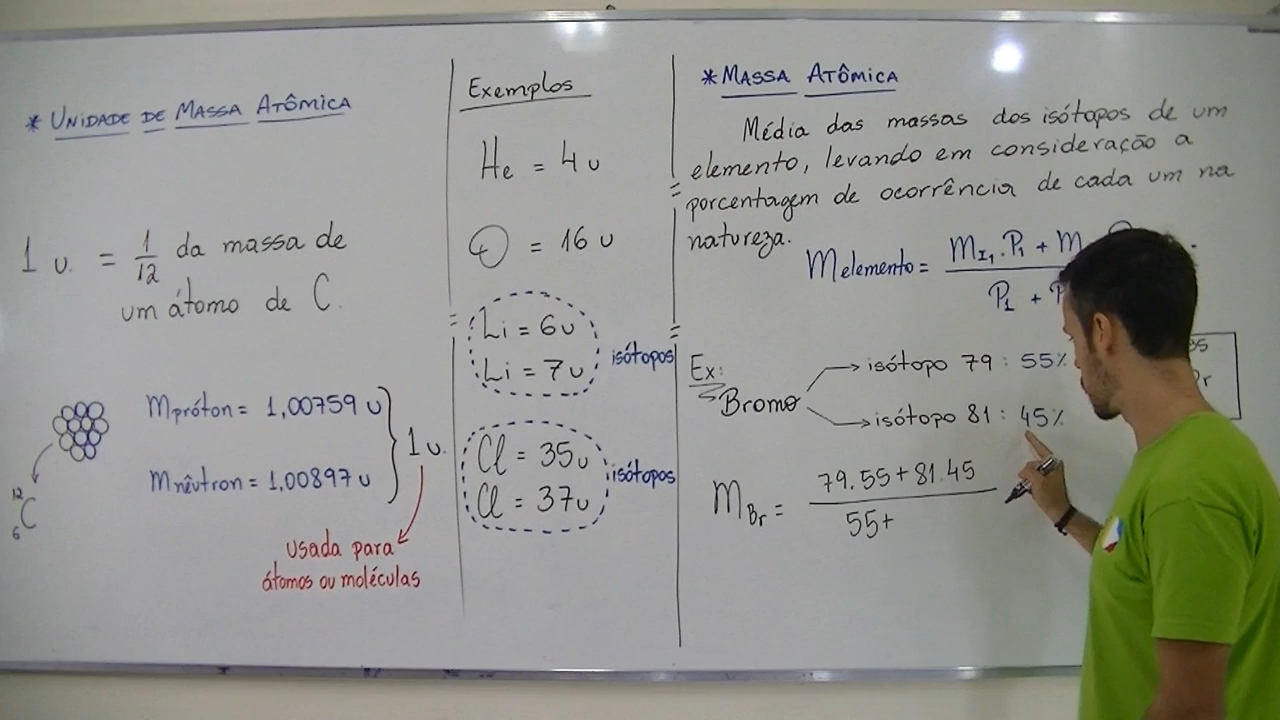 * UNIDADE DE MASSA ATÔMICA
1 u. = 1/12 da massa de
um átomo de C.
Mpróton = 1,00759 u
Mnêutron = 1,00897 u
1 u.
12
6 C
usada para
átomos ou moléculas
Exemplos
He = 4 u
O = 16 u
Li = 6u
Li = 7u
isótopos
Cl = 35u
Cl = 37u
isótopos
* MASSA ATÔMICA
Média das massas dos isótopos de um
elemento, levando em consideração a
porcentagem de ocorrência de cada um na
natureza.
Melemento = MI1 . P1 + M
P1 +
Ex:
Bromo
isótopo 79 : 55%
isótopo 81 : 45%
MBr = 79.55 + 81.45
55+